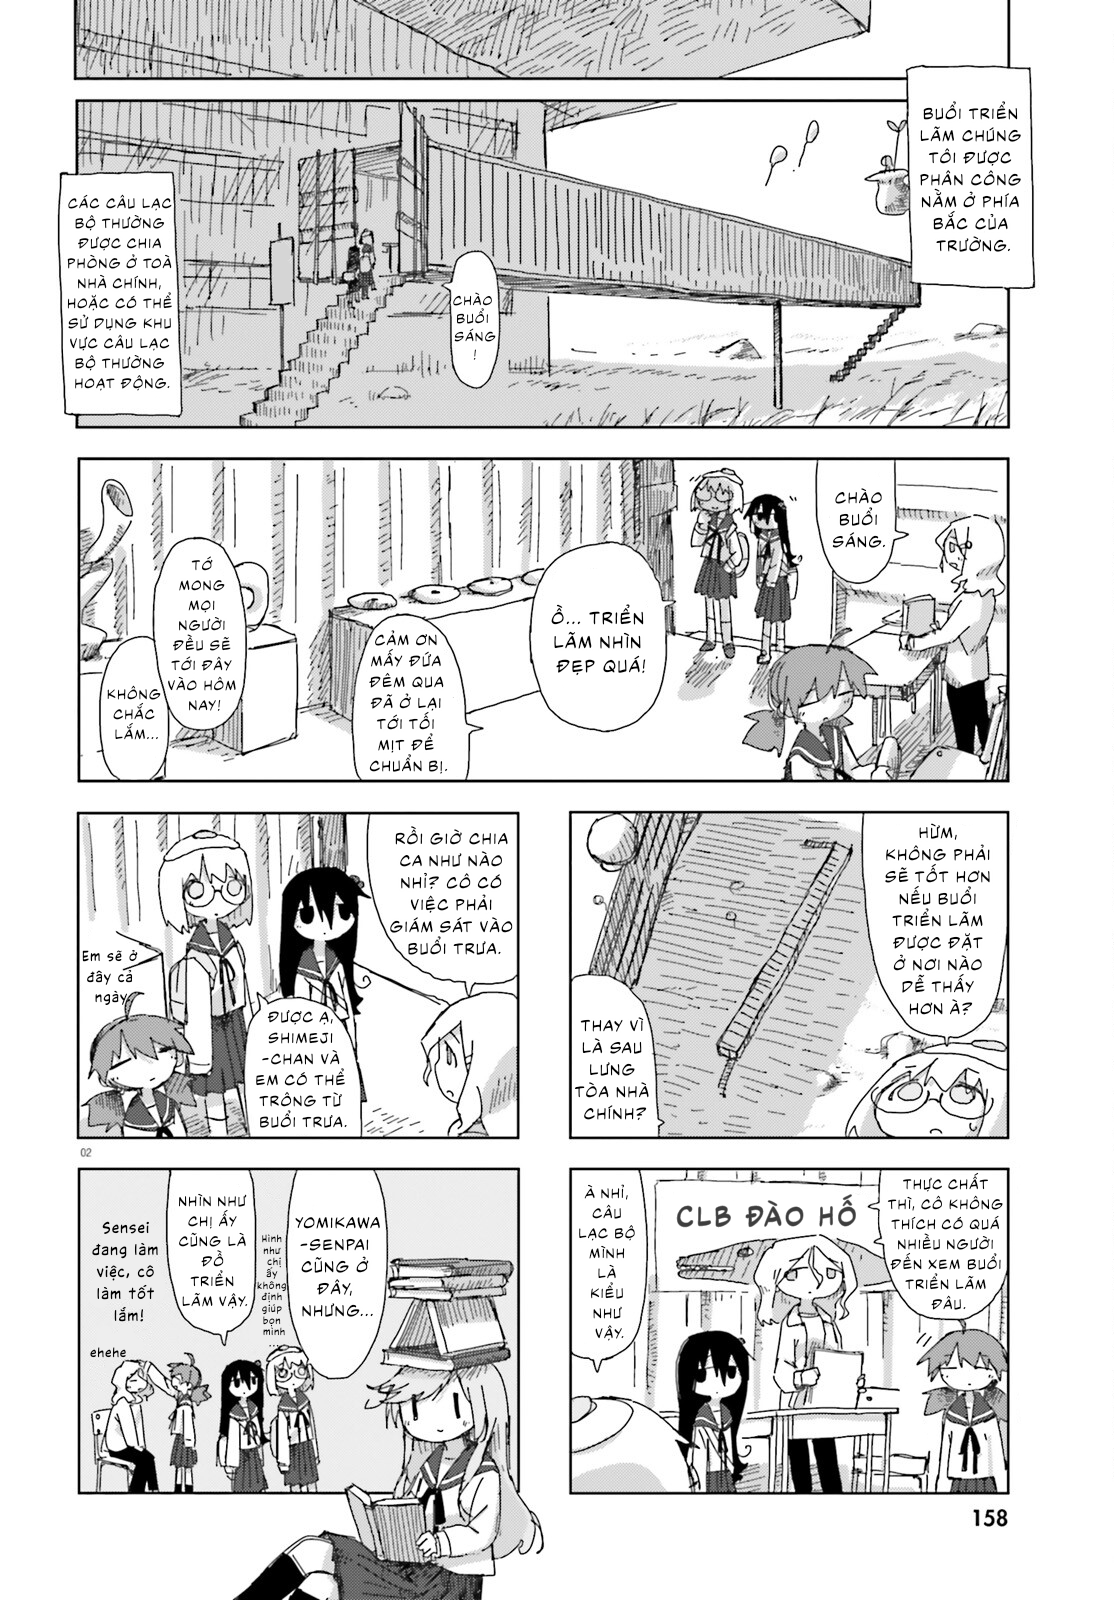 BUỔI TRIỂN
LÃM CHÚNG
TÔI ĐƯỢC
PHÂN CÔNG
NẰM Ở PHÍA
BẮC CỦA
TRƯỜNG.
CÁC CÂU LẠC
BỘ THƯỜNG
ĐƯỢC CHIA
PHÒNG Ở TOÀ
NHÀ CHÍNH,
HOẶC CÓ THỂ
SỬ DỤNG KHU
VỰC CÂU LẠC
BỘ THƯỜNG
HOẠT ĐỘNG.
CHÀO
BUỔI
SÁNG
!
CHÀO
BUỔI
SÁNG.
Ồ... TRIỂN
LÃM NHÌN
ĐẸP QUÁ!
CẢM ƠN
MẤY ĐỨA
ĐÊM QUA
ĐÃ Ở LẠI
TỚI TỐI
MỊT ĐỂ
CHUẨN BỊ.
TỚ
MONG
MỌI
NGƯỜI
ĐỀU SẼ
TỚI ĐÂY
VÀO HÔM
NAY!
KHÔNG
CHẮC
LẮM...
HỪM,
KHÔNG PHẢI
SẼ TỐT HƠN
NẾU BUỔI
TRIỂN LÃM
ĐƯỢC ĐẶT
Ở NƠI NÀO
DỄ THẤY
HƠN À?
THAY VÌ
LÀ SAU
LƯNG
TÒA NHÀ
CHÍNH?
RỒI GIỜ CHIA
CA NHƯ NÀO
NHỈ? CÔ CÓ
VIỆC PHẢI
GIÁM SÁT VÀO
BUỔI TRƯA.
ĐƯỢC Ạ,
SHIMEJI
-CHAN VÀ
EM CÓ THỂ
TRÔNG TỪ
BUỔI TRƯA.
Em sẽ ở
đây cả
ngày
02
THỰC CHẤT
THÌ, CÔ KHÔNG
THÍCH CÓ QUÁ
NHIỀU NGƯỜI
ĐẾN XEM BUỔI
TRIỂN LÃM
ĐÂU.
CLB ĐÀO HỐ
À NHỈ,
CÂU
LẠC BỘ
MÌNH
LÀ
KIỂU
NHƯ
VẬY.
YOMIKAWA
-SENPAI
CŨNG Ở
ĐÂY,
NHƯNG...
Hình
như chị
ấy
không
định
giúp
bọn
mình
...
NHÌN NHƯ
CHỊ ẤY
CŨNG LÀ
ĐỒ
TRIỂN
LÃM VẬY.
Sensei
đang làm
việc, cô
làm tốt
lắm!
ehehe
158